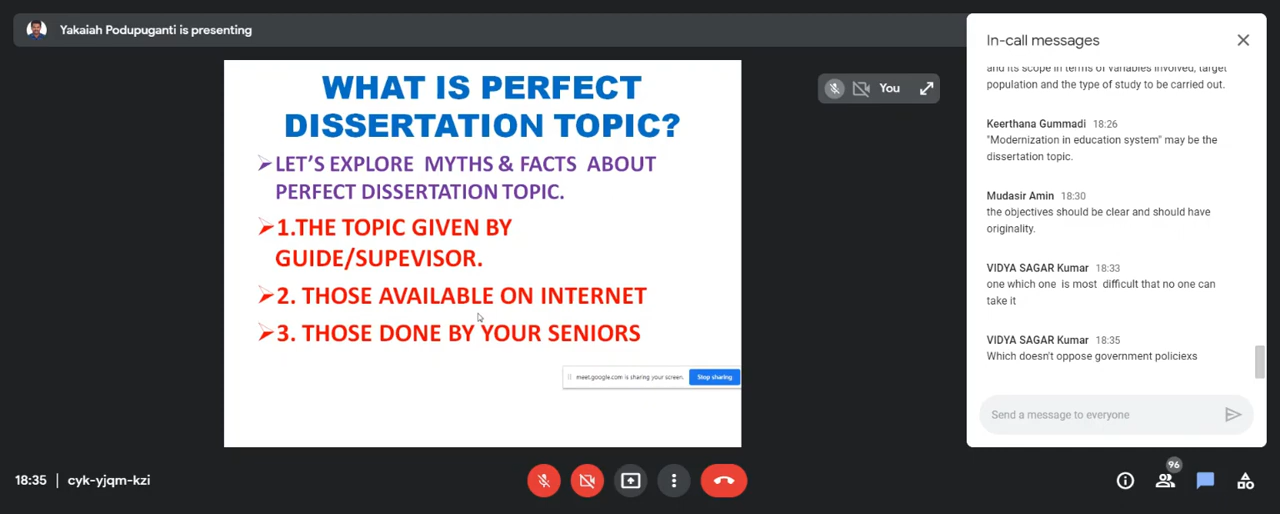 Yakaiah Podupuganti is presenting
WHAT IS PERFECT
DISSERTATION TOPIC?
LET'S EXPLORE MYTHS & FACTS ABOUT
PERFECT DISSERTATION TOPIC.
1.THE TOPIC GIVEN BY
GUIDE/SUPEVISOR.
2. THOSE AVAILABLE ON INTERNET
3. THOSE DONE BY YOUR SENIORS
meet.google.com is sharing your screen.
Stop sharing
You
In-call messages
and its scope in terms of variables involved, target
population and the type of study to be carried out.
Keerthana Gummadi 18:26
"Modernization in education system" may be the
dissertation topic.
Mudasir Amin 18:30
the objectives should be clear and should have
originality.
VIDYA SAGAR Kumar 18:33
one which one is most difficult that no one can
take it
VIDYA SAGAR Kumar 18:35
Which doesn't oppose government policiexs
Send a message to everyone
18:35 | cyk-yjqm-kzi
96